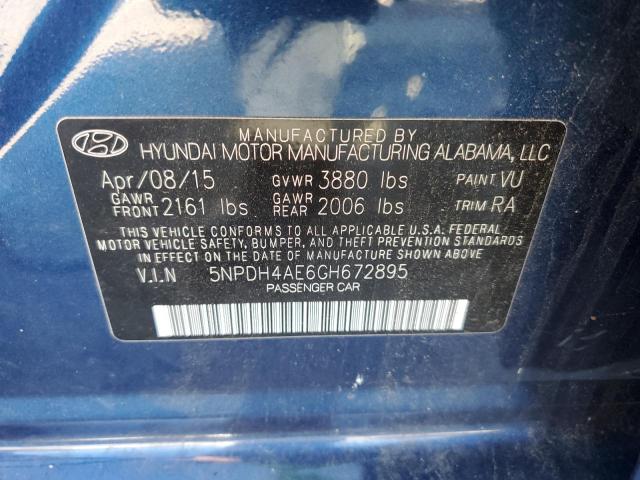 MANUFACTURED BY
HYUNDAI MOTOR MANUFACTURING ALABAMA, LLC
Apr/08/15 GVWR 3880 lbs PAINT VU
GAWR FRONT 2161 lbs GAWR REAR 2006 lbs TRIM RA
THIS VEHICLE CONFORMS TO ALL APPLICABLE U.S.A. FEDERAL
MOTOR VEHICLE SAFETY, BUMPER, AND THEFT PREVENTION
STANDARDS IN EFFECT ON THE DATE OF MANUFACTURE SHOWN ABOVE
V.I.N 5NPDH4AE6GH672895
PASSENGER CAR